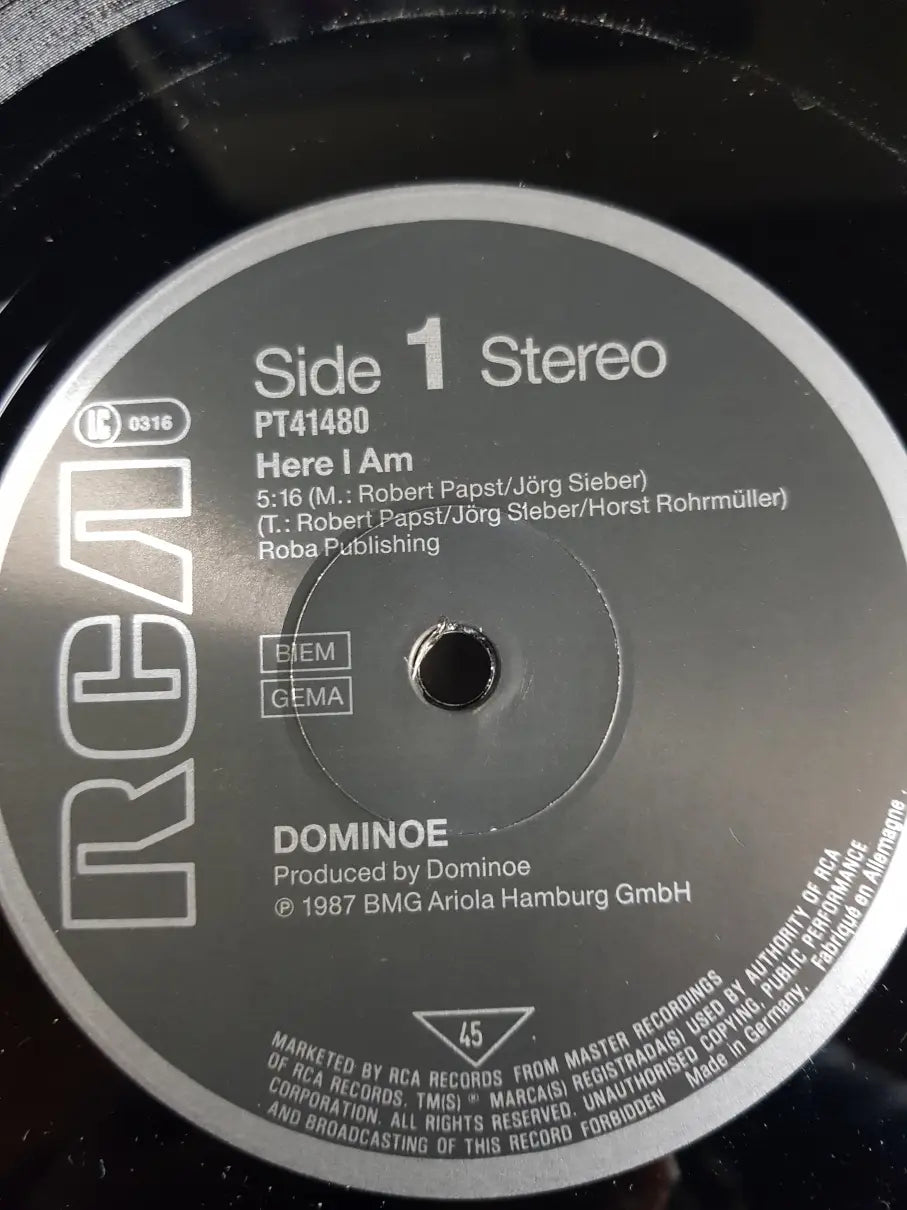 Side 1 Stereo
LC 0316
PT41480
Here I Am
5:16 (M.: Robert Papst/Jörg Sieber)
(T.: Robert Papst/Jörg Sieber/Horst Rohrmüller)
Roba Publishing
RCA
BIEM
GEMA
DOMINOE
Produced by Dominoe
℗ 1987 BMG Ariola Hamburg GmbH
45
MARKETED BY RCA RECORDS FROM MASTER RECORDINGS
OF RCA RECORDS. TM(S) ® MARCA(S) REGISTRADA(S) USED BY AUTHORITY OF RCA
CORPORATION. ALL RIGHTS RESERVED. UNAUTHORISED COPYING, PUBLIC PERFORMANCE
AND BROADCASTING OF THIS RECORD FORBIDDEN Made in Germany. Fabriqué en Allemagne.